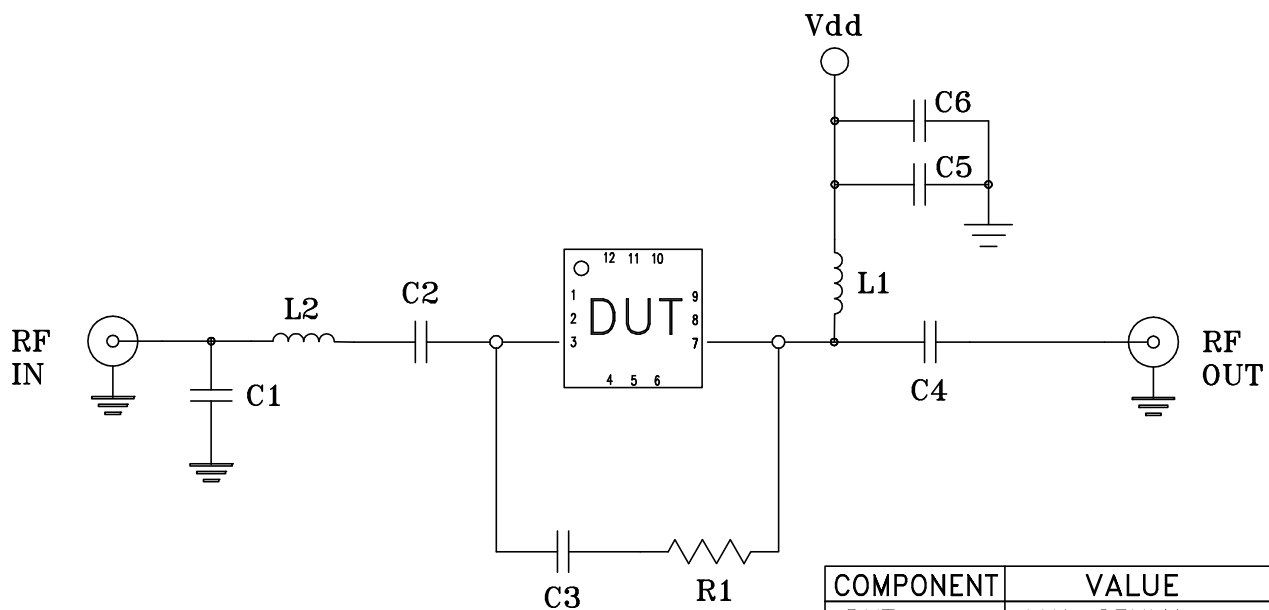 Vdd
C6
C5
12 11 10
1
2
3
DUT
9
8
7
4 5 6
L1
C2
L2
RF
IN
C1
C4
RF
OUT
C3
R1
COMPONENT VALUE